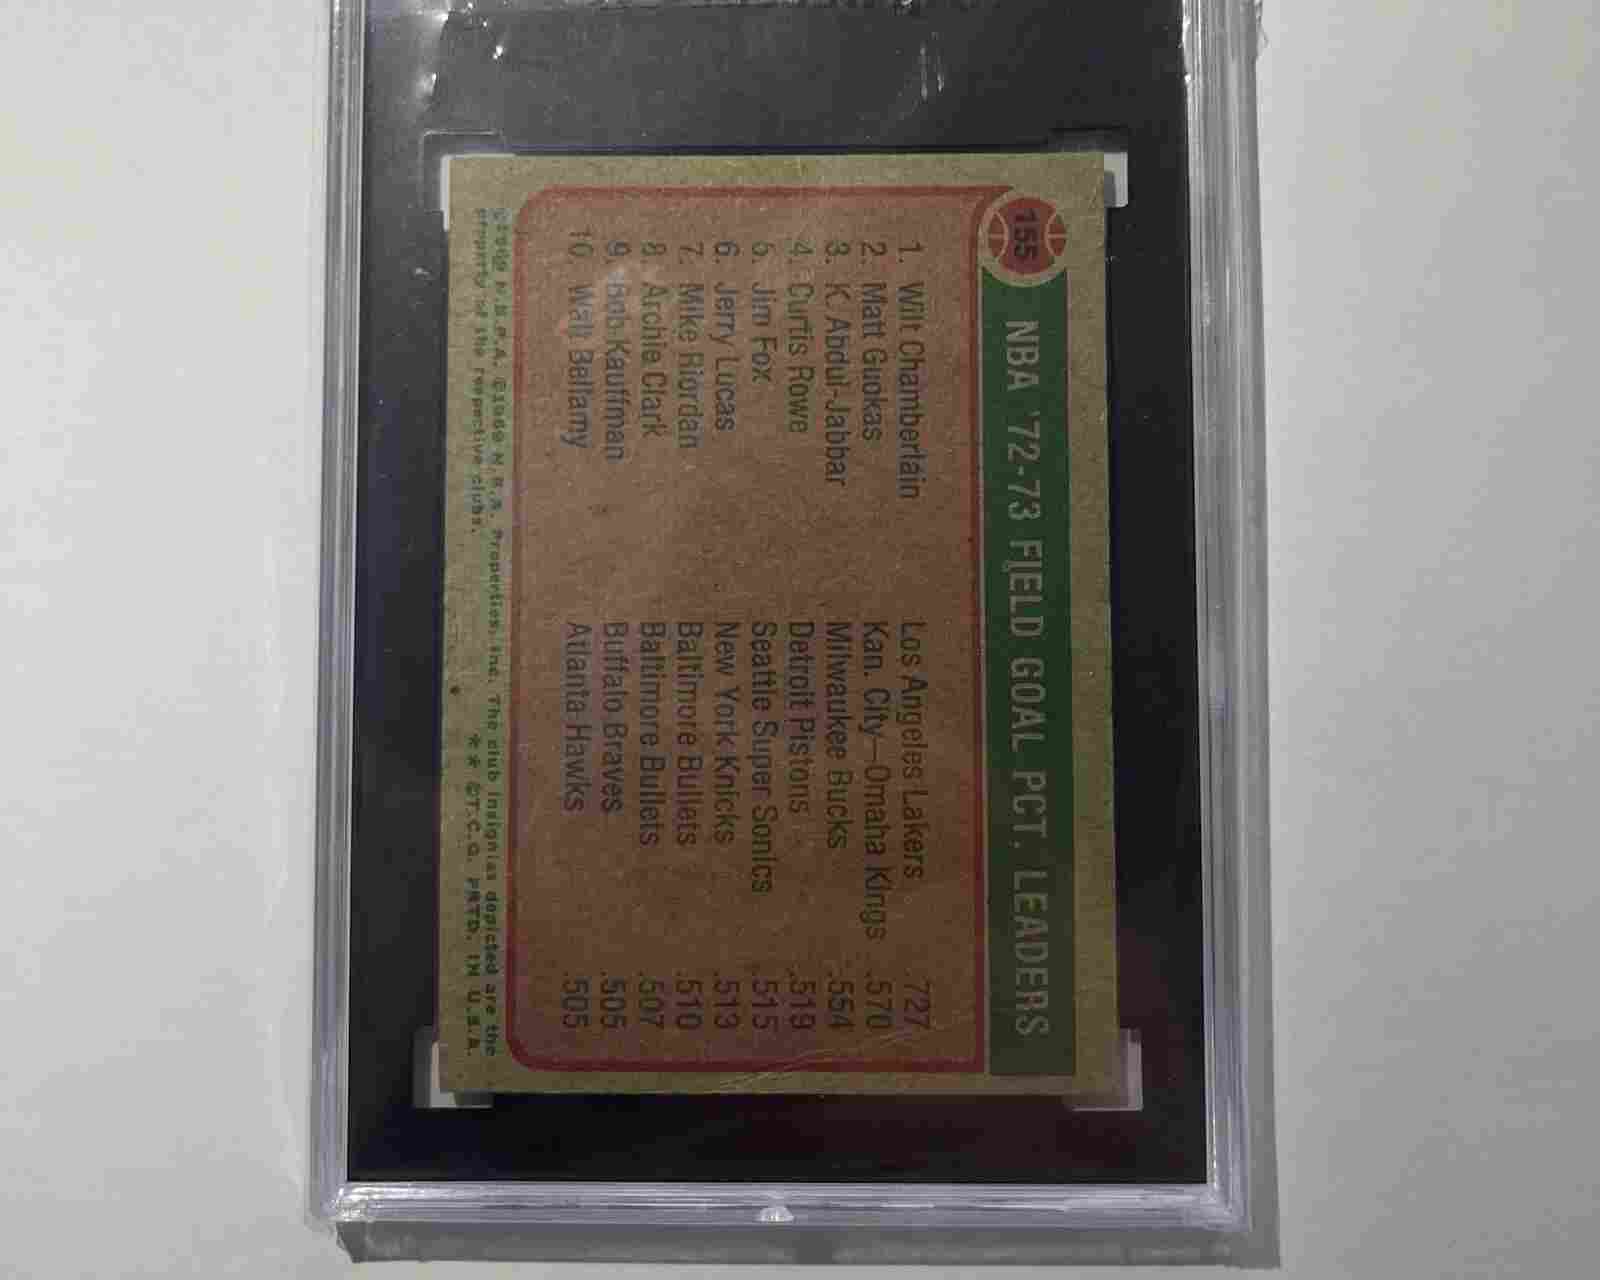 155
NBA '72-73 FIELD GOAL PCT. LEADERS
1. Wilt Chamberlain Los Angeles Lakers .727
2. Matt Guokas Kan. City—Omaha Kings .570
3. K. Abdul-Jabbar Milwaukee Bucks .554
4. Curtis Rowe Detroit Pistons .519
5 Jim Fox Seattle Super Sonics .515
6. Jerry Lucas New York Knicks .513
7. Mike Riordan Baltimore Bullets .510
8 Archie Clark Baltimore Bullets .507
9. Bob Kauffman Buffalo Braves .505
10 Walt Bellamy Atlanta Hawks .505
N.B.P.A. ©1969 N.B.A. Properties, Inc. The club insignias depicted are the
property of the respective clubs. ** ©T.C.G. PRTD. IN U.S.A.